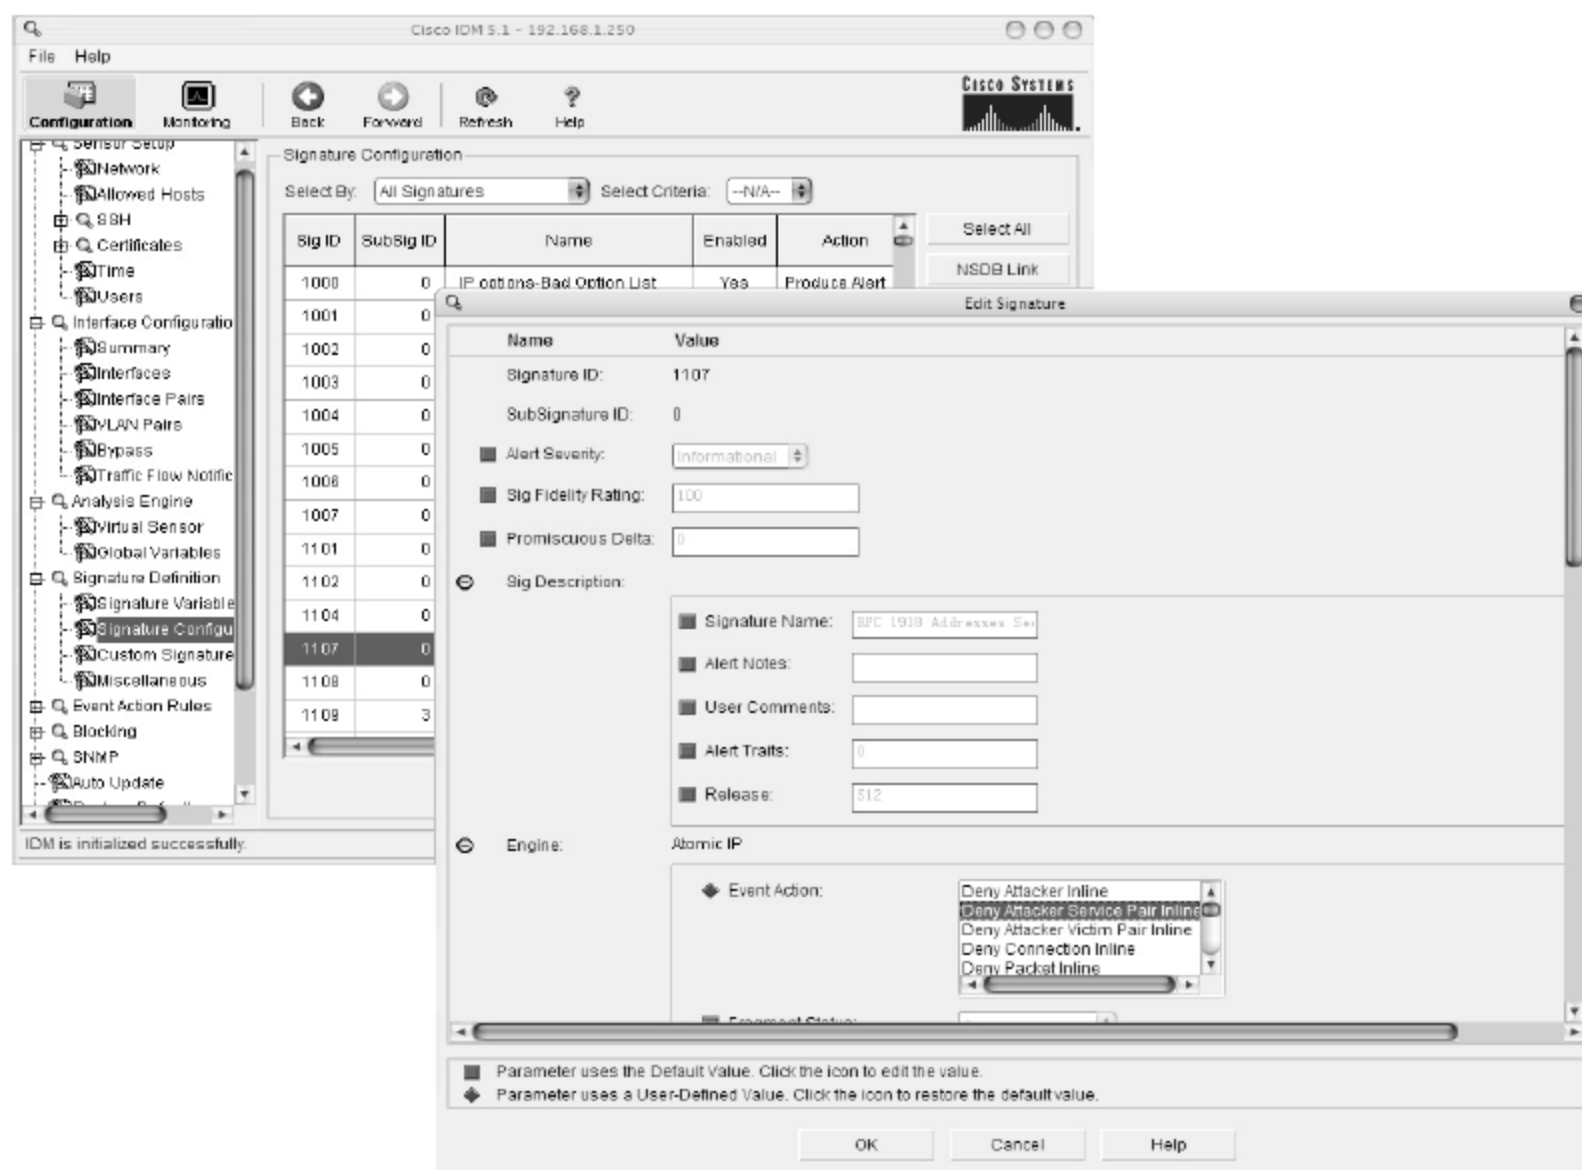 Cisco IDM 5.1 - 192.168.1.250
File Help
Configuration Monitoring Back Forward Refresh Help
CISCO SYSTEMS
Sensor Setup
Network
Allowed Hosts
SSH
Certificates
Time
Users
Interface Configuratio
Summary
Interfaces
Interface Pairs
VLAN Pairs
Bypass
Traffic Flow Notific
Analysis Engine
Virtual Sensor
Global Variables
Signature Definition
Signature Variable
Signature Configu
Custom Signature
Miscellaneous
Event Action Rules
Blocking
SNMP
Auto Update
IDM is initialized successfully.
Signature Configuration
Select By: All Signatures Select Criteria: --N/A--
Sig ID SubSig ID Name Enabled Action
1000 0 IP options-Bad Option List Yes Produce Alert
1001 0
1002 0
1003 0
1004 0
1005 0
1006 0
1007 0
1101 0
1102 0
1104 0
1107 0
1108 0
1109 3
Select All
NSDB Link
Edit Signature
Name Value
Signature ID: 1107
SubSignature ID: 0
Alert Severity: Informational
Sig Fidelity Rating: 100
Promiscuous Delta: 0
Sig Description:
Signature Name: RFC 1918 Addresses See
Alert Notes:
User Comments:
Alert Traits: 0
Release: S12
Engine: Atomic IP
Event Action: Deny Attacker Inline
Deny Attacker Service Pair Inline
Deny Attacker Victim Pair Inline
Deny Connection Inline
Deny Packet Inline
Fragment Status:
Parameter uses the Default Value. Click the icon to edit the value.
Parameter uses a User-Defined Value. Click the icon to restore the default value.
OK Cancel Help